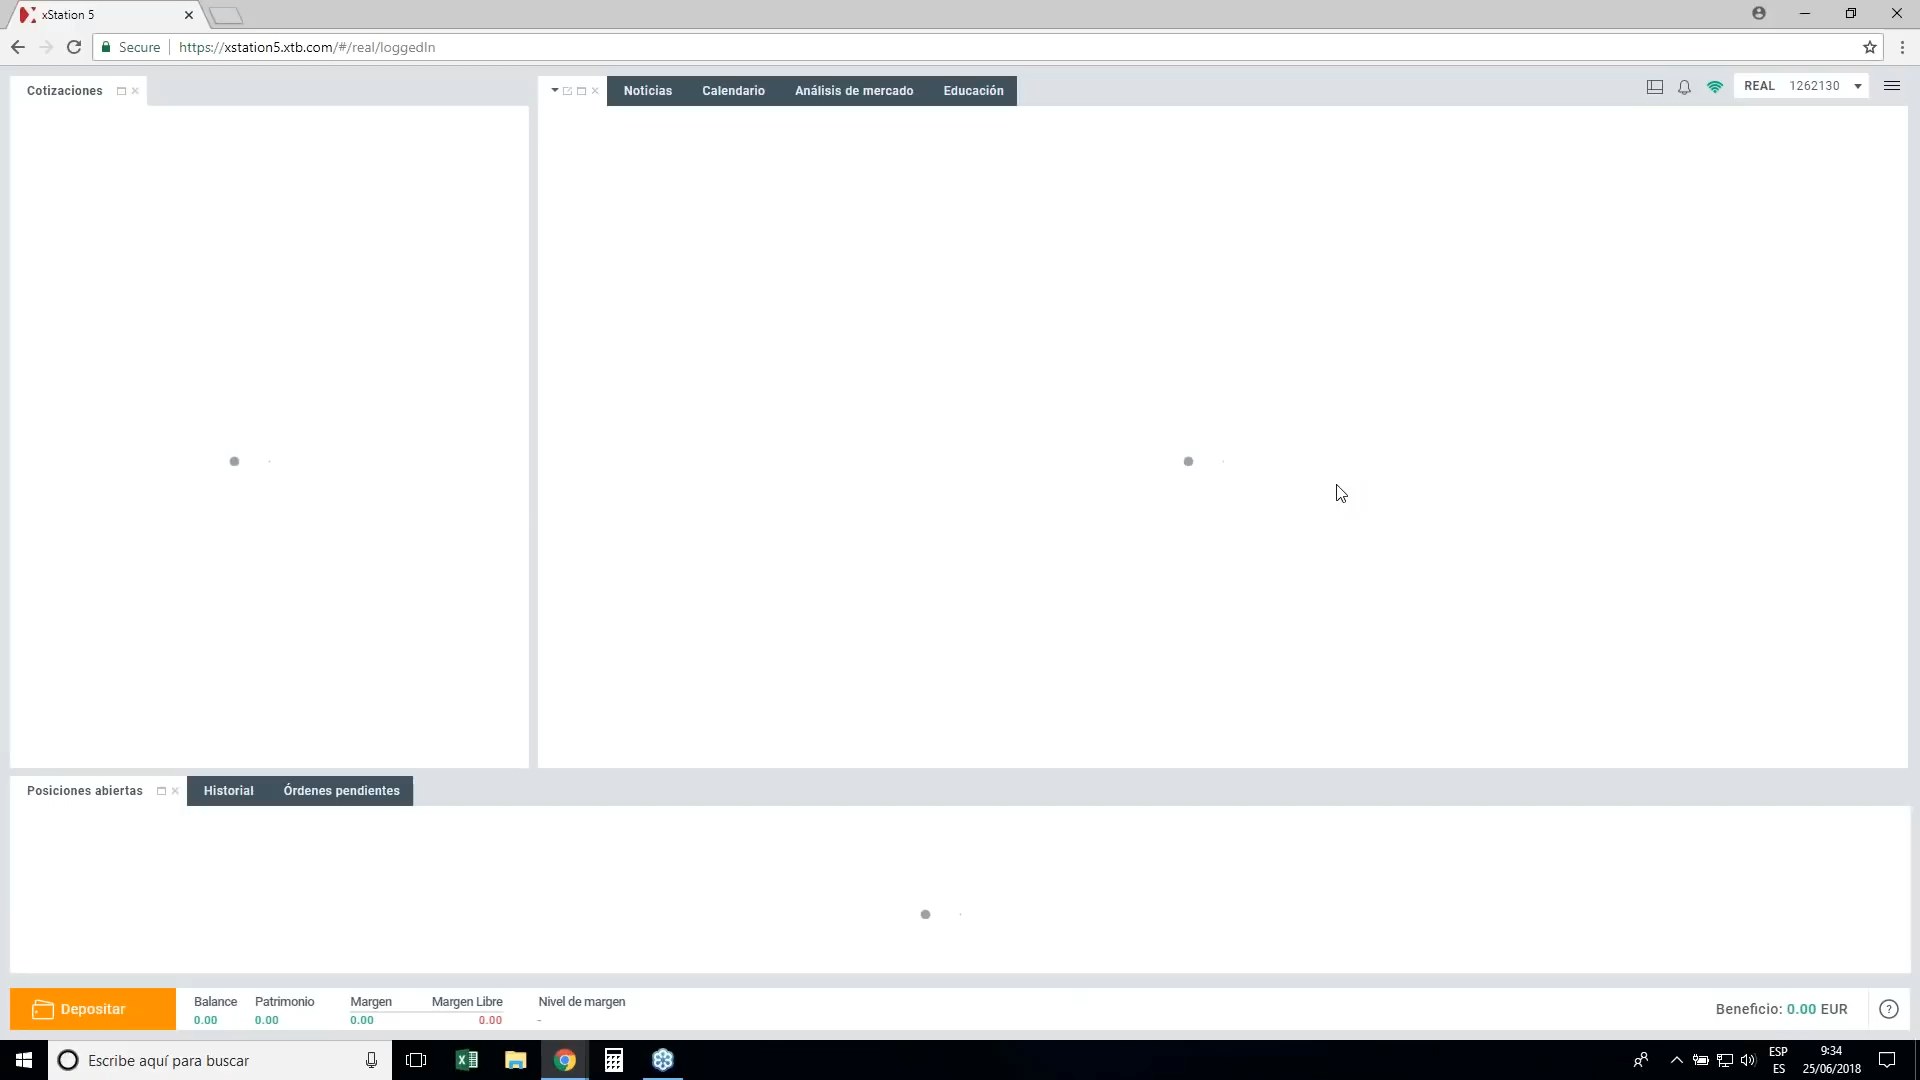 xStation 5
Secure
https://xstation5.xtb.com/#/real/loggedIn
Cotizaciones
Noticias
Calendario
Análisis de mercado
Educación
REAL 1262130
Posiciones abiertas
Historial
Órdenes pendientes
Depositar
Balance Patrimonio Margen Margen Libre Nivel de margen
0.00 0.00 0.00 0.00 -
Beneficio: 0.00 EUR
?
Escribe aquí para buscar
ESP
ES
9:34
25/06/2018